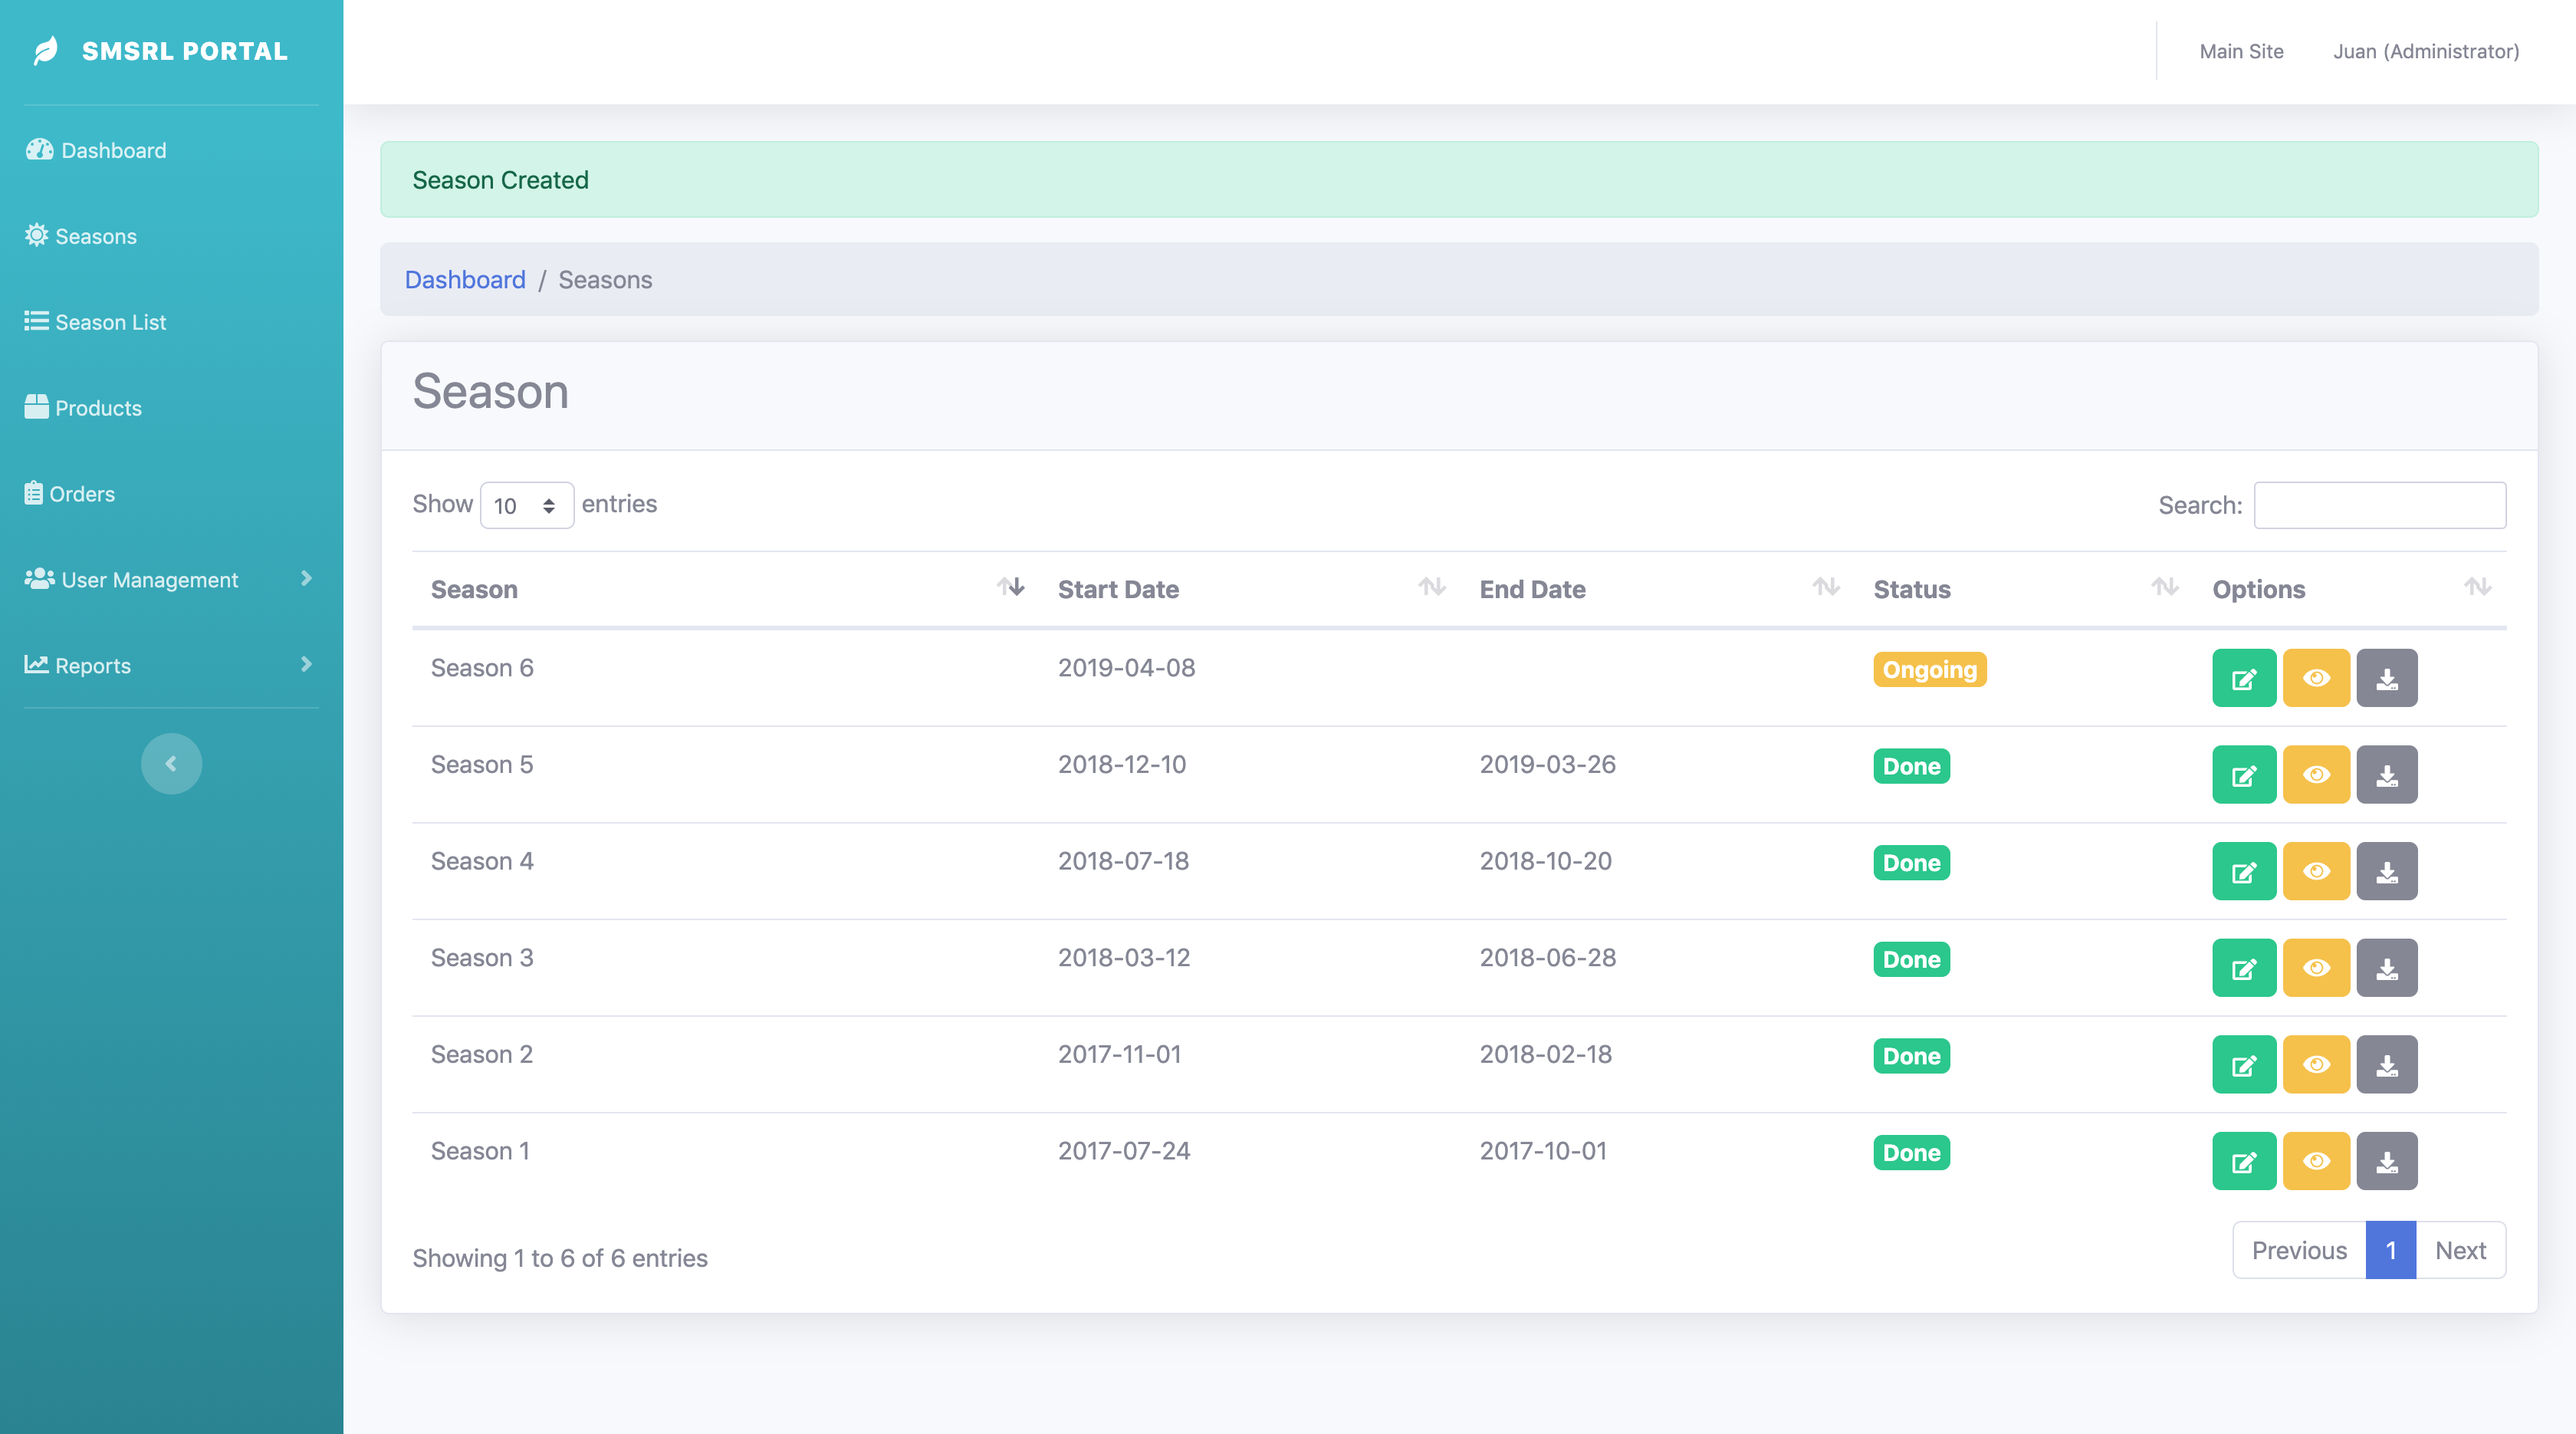 SMSRL PORTAL
Main Site
Juan (Administrator)
Dashboard
Seasons
Season List
Products
Orders
User Management
Reports
Season Created
Dashboard / Seasons
Season
Show 10 entries
Search:
Season Start Date End Date Status Options
Season 6 2019-04-08 Ongoing
Season 5 2018-12-10 2019-03-26 Done
Season 4 2018-07-18 2018-10-20 Done
Season 3 2018-03-12 2018-06-28 Done
Season 2 2017-11-01 2018-02-18 Done
Season 1 2017-07-24 2017-10-01 Done
Showing 1 to 6 of 6 entries
Previous 1 Next